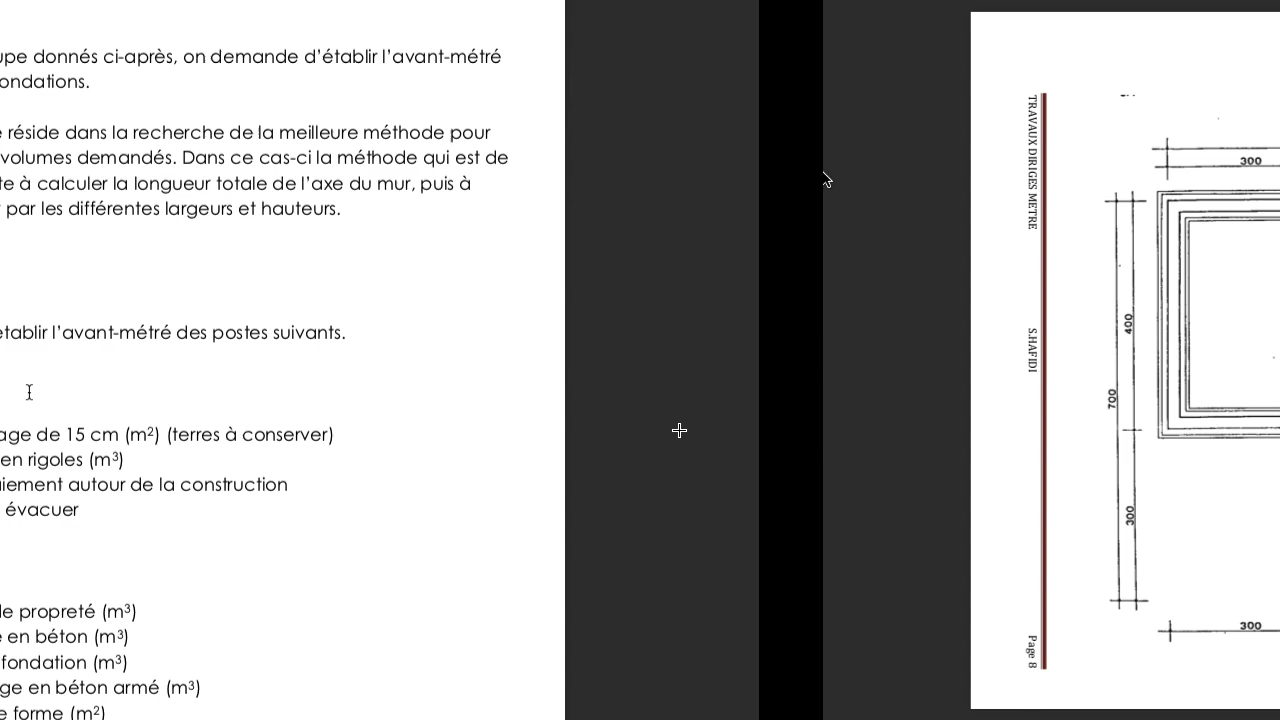 upe donnés ci-après, on demande d'établir l'avant-métré
ondations.
e réside dans la recherche de la meilleure méthode pour
volumes demandés. Dans ce cas-ci la méthode qui est de
te à calculer la longueur totale de l'axe du mur, puis à
r par les différentes largeurs et hauteurs.
établir l'avant-métré des postes suivants.
age de 15 cm (m²) (terres à conserver)
en rigoles (m³)
aiement autour de la construction
évacuer
de propreté (m³)
e en béton (m³)
fondation (m³)
ge en béton armé (m³)
e forme (m²)
TRAVAUX DIRIGES METRE
S.HAFIDI
Page 8
300
400
700
300
300